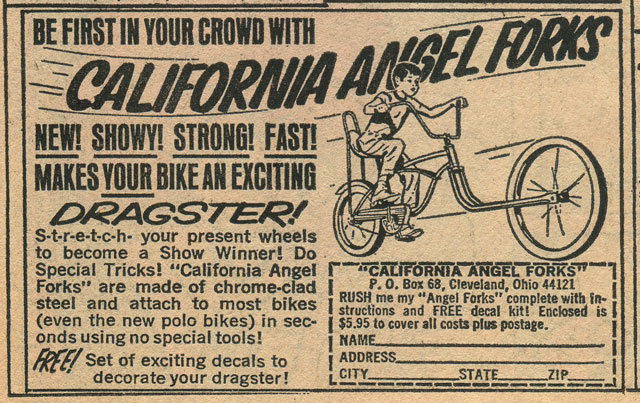 BE FIRST IN YOUR CROWD WITH
CALIFORNIA ANGEL FORKS
NEW! SHOWY! STRONG! FAST!
MAKES YOUR BIKE AN EXCITING
DRAGSTER!
S-t-r-e-t-c-h- your present wheels
to become a Show Winner! Do
Special Tricks! "California Angel
Forks" are made of chrome-clad
steel and attach to most bikes
(even the new polo bikes) in sec-
onds using no special tools!
FREE! Set of exciting decals to
decorate your dragster!
"CALIFORNIA ANGEL FORKS"
P. O. Box 68, Cleveland, Ohio 44121
RUSH me my "Angel Forks" complete with in-
structions and FREE decal kit! Enclosed is
$5.95 to cover all costs plus postage.
NAME
ADDRESS
CITY STATE ZIP